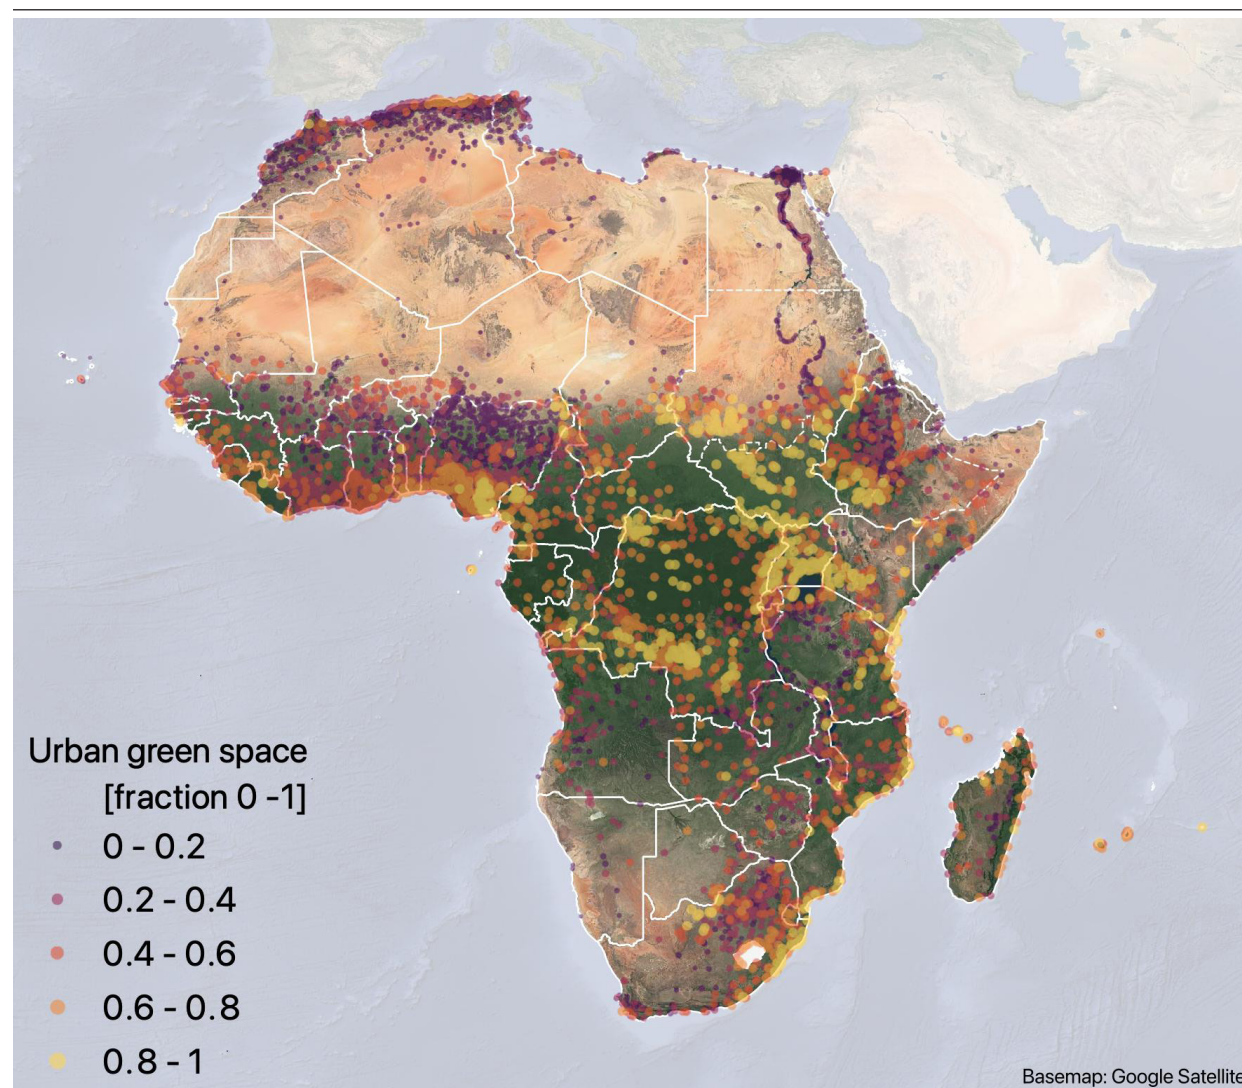 Urban green space
[fraction 0 -1]
0 - 0.2
0.2 - 0.4
0.4 - 0.6
0.6 - 0.8
0.8 - 1
Basemap: Google Satellite